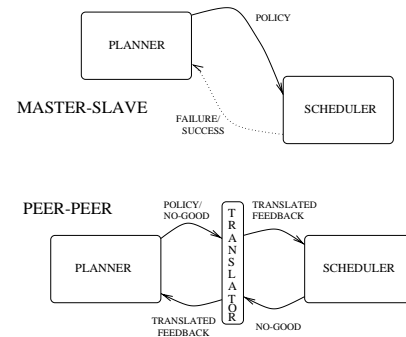 POLICY
PLANNER
SCHEDULER
MASTER-SLAVE
FAILURE/
SUCCESS
PEER-PEER
POLICY/
NO-GOOD
TRANSLATOR
TRANSLATED
FEEDBACK
PLANNER
SCHEDULER
TRANSLATED
FEEDBACK
NO-GOOD